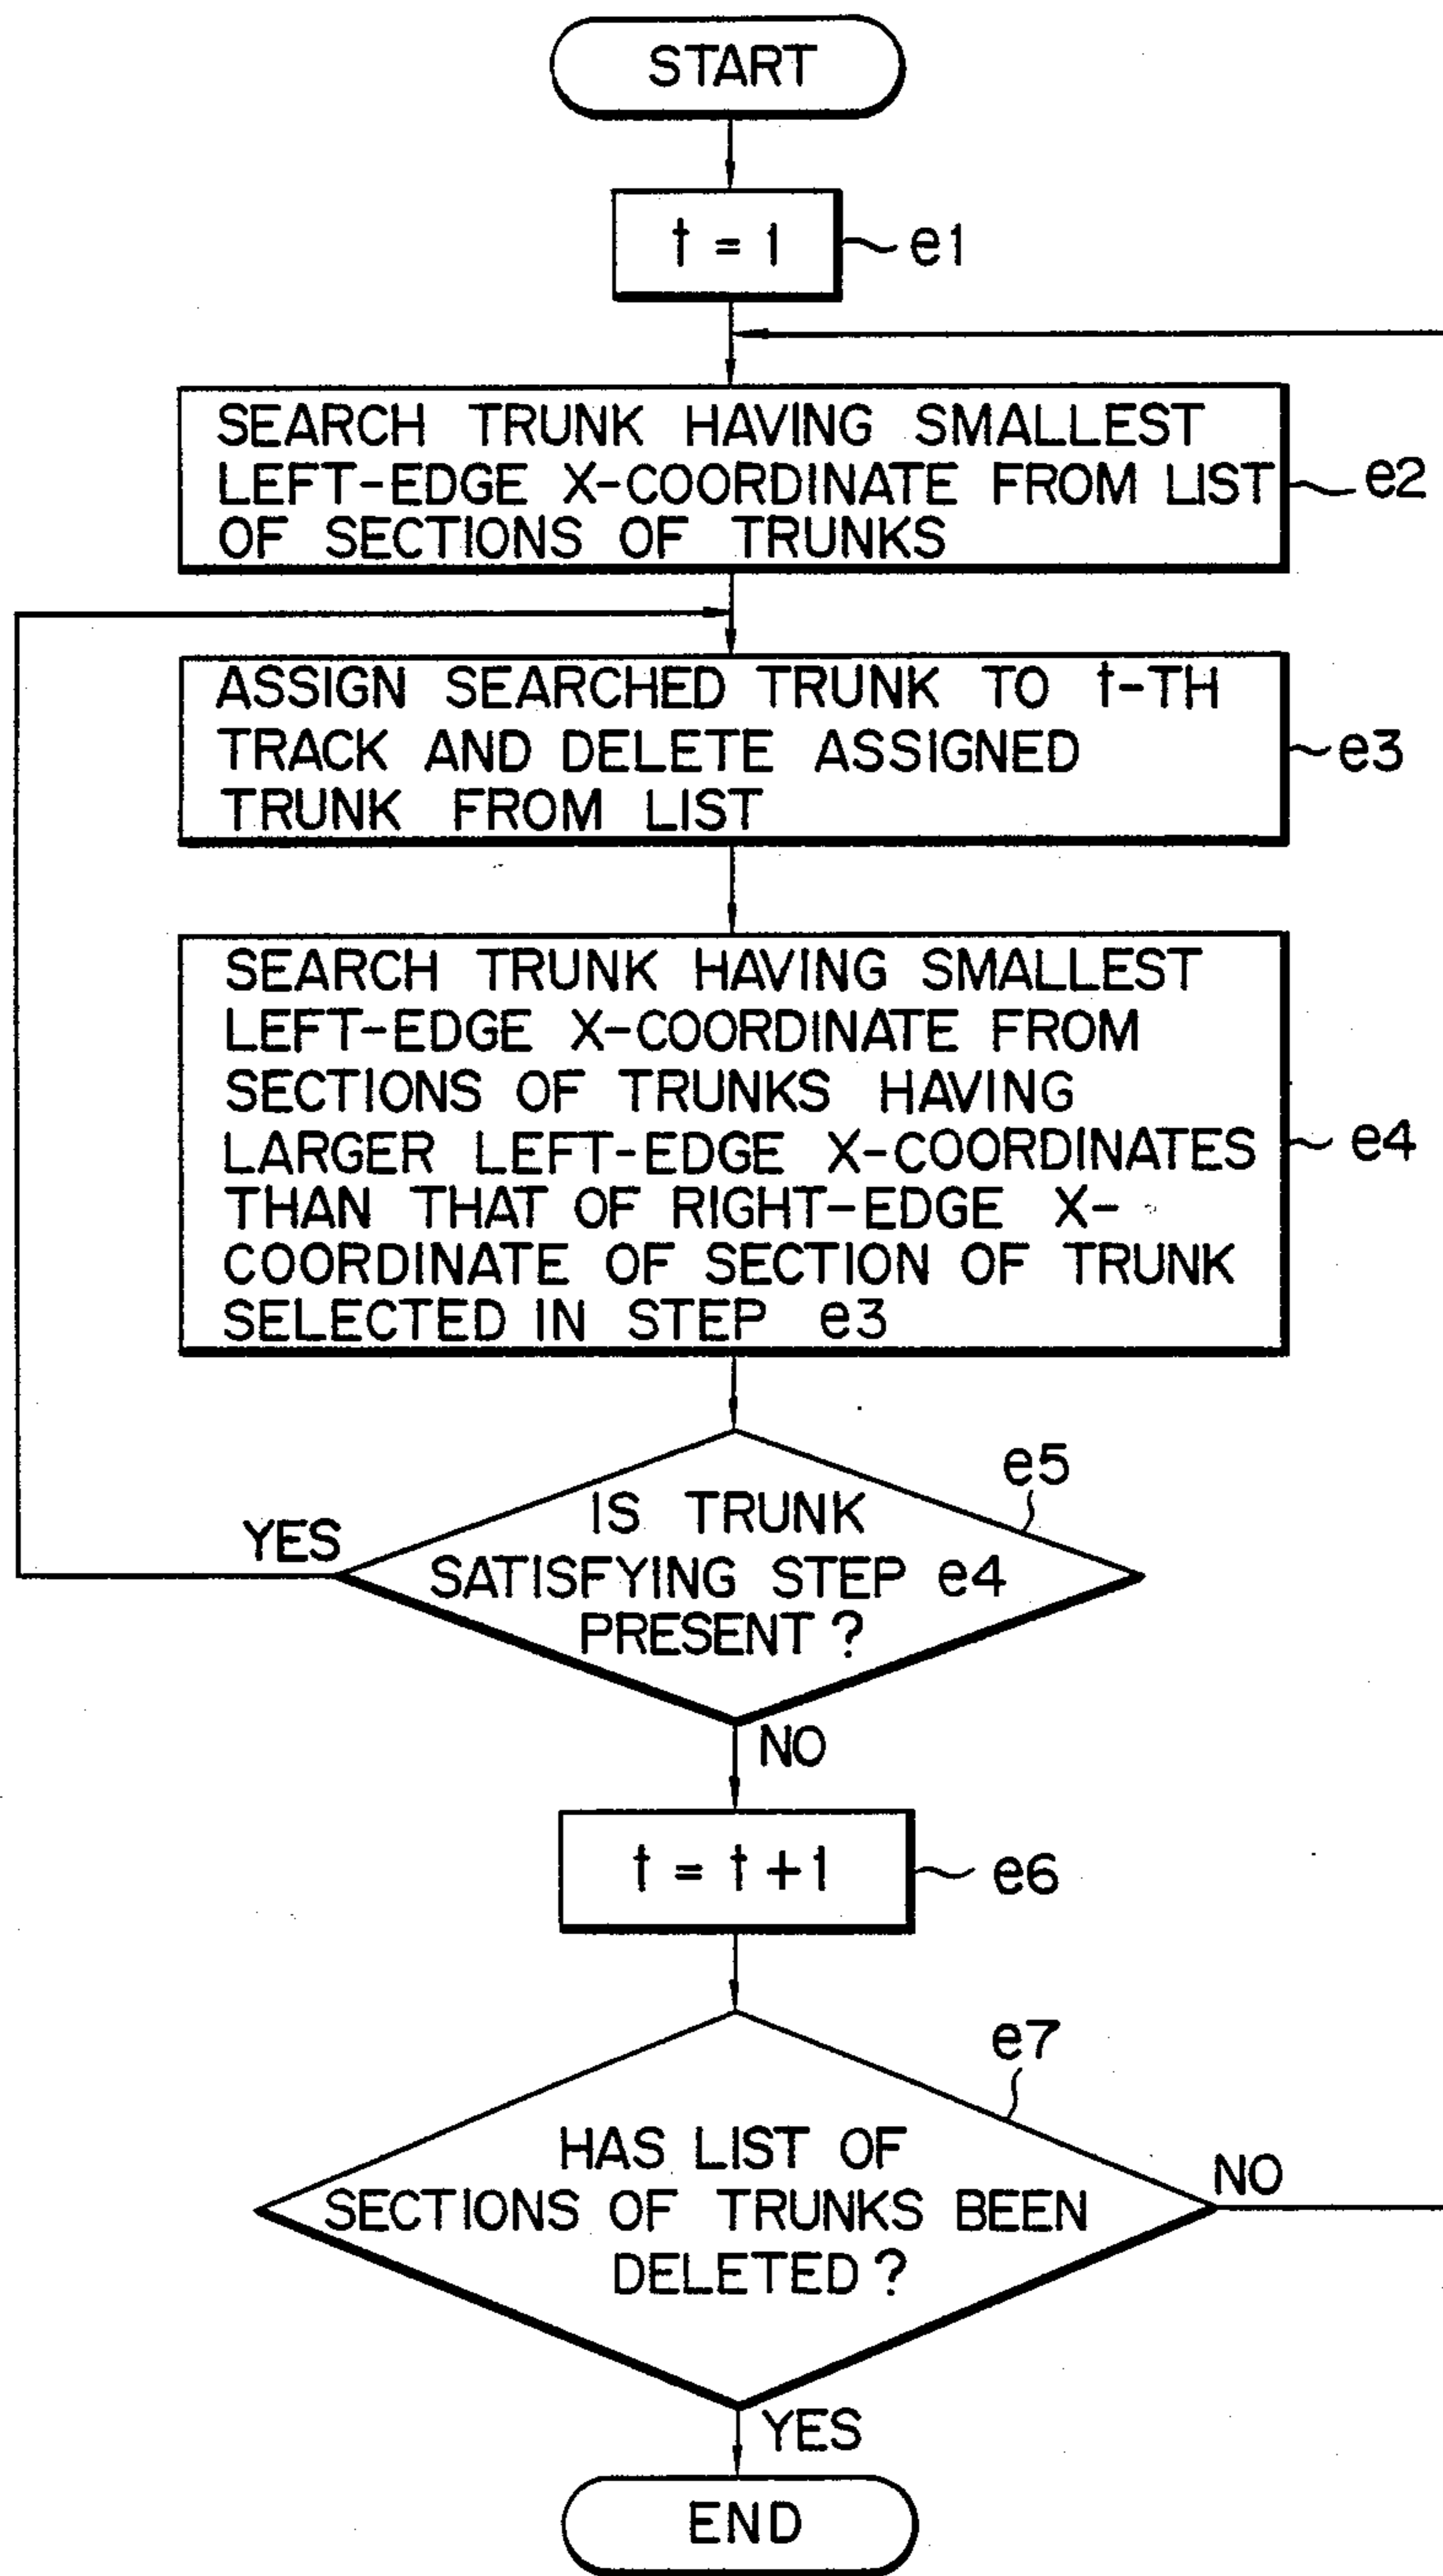 START
t = 1
e1
SEARCH TRUNK HAVING SMALLEST
LEFT-EDGE X-COORDINATE FROM LIST
OF SECTIONS OF TRUNKS
e2
ASSIGN SEARCHED TRUNK TO t-TH
TRACK AND DELETE ASSIGNED
TRUNK FROM LIST
e3
SEARCH TRUNK HAVING SMALLEST
LEFT-EDGE X-COORDINATE FROM
SECTIONS OF TRUNKS HAVING
LARGER LEFT-EDGE X-COORDINATES
THAN THAT OF RIGHT-EDGE X-
COORDINATE OF SECTION OF TRUNK
SELECTED IN STEP e3
e4
e5
IS TRUNK
SATISFYING STEP e4
PRESENT?
YES
NO
t = t+1
e6
e7
HAS LIST OF
SECTIONS OF TRUNKS BEEN
DELETED?
NO
YES
END